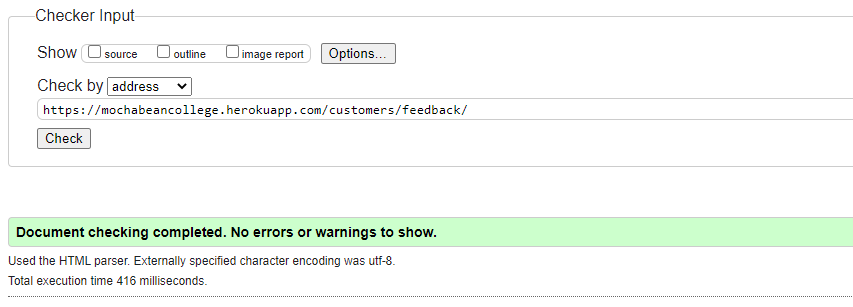 Checker Input
Show source outline image report Options...
Check by address
https://mochabeancollege.herokuapp.com/customers/feedback/
Check
Document checking completed. No errors or warnings to show.
Used the HTML parser. Externally specified character encoding was utf-8.
Total execution time 416 milliseconds.